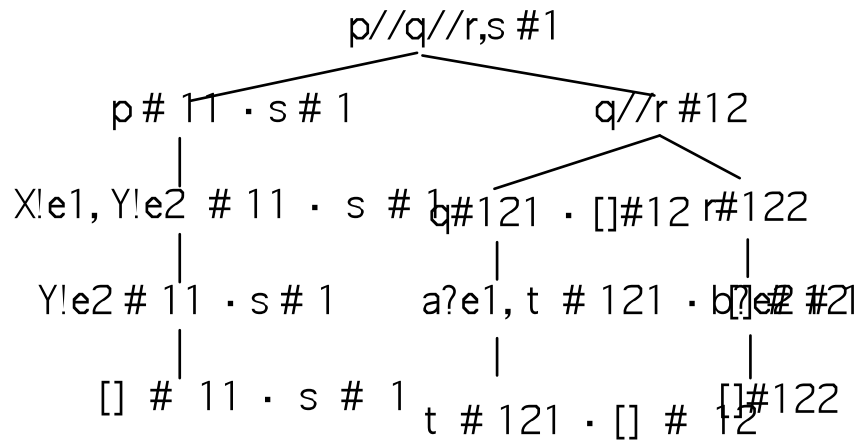 p//q//r,s #1
p # 11 · s # 1
q//r #12
X!e1, Y!e2 # 11 · s # 1
q#121 · []#12
r#122
Y!e2 # 11 · s # 1
a?e1, t # 121 ·
[] # 11 · s # 1
t # 121 · [] # 12
[]#122